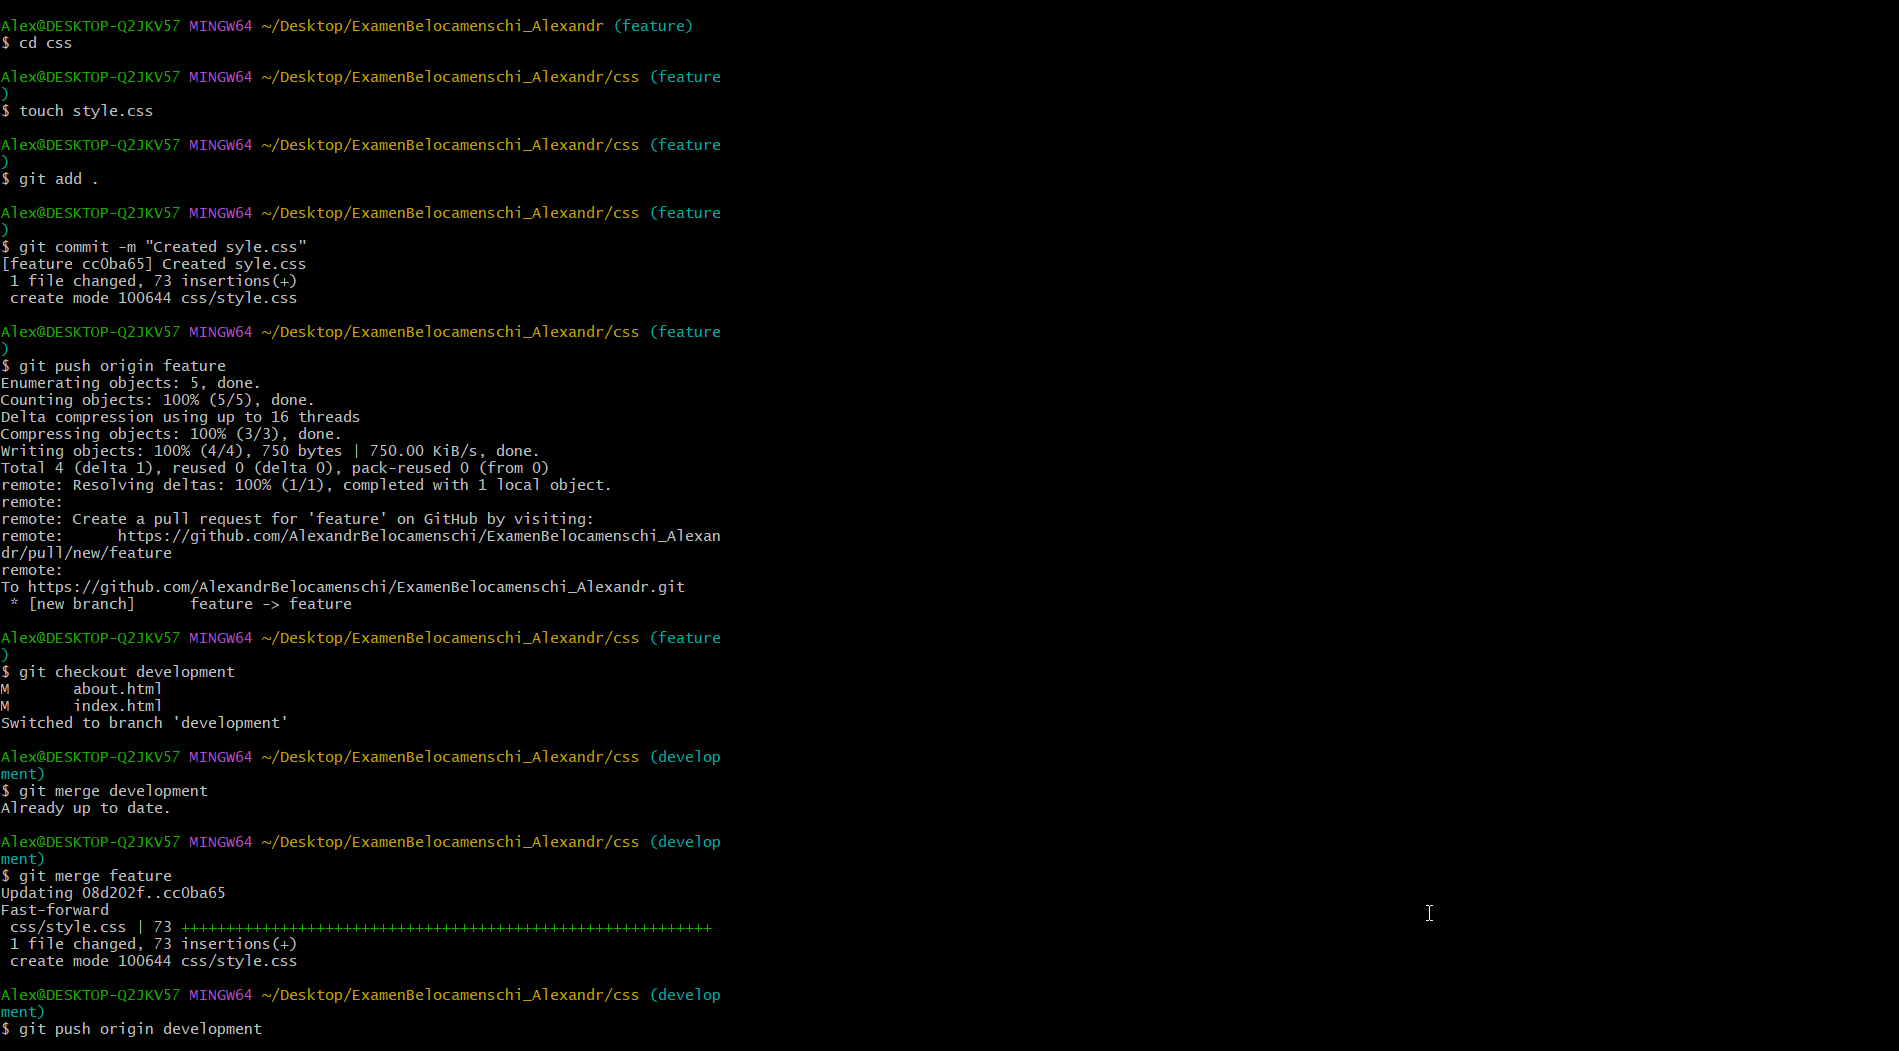 Alex@DESKTOP-Q2JKV57 MINGW64 ~/Desktop/ExamenBelocamenschi_Alexandr (feature)
$ cd css
Alex@DESKTOP-Q2JKV57 MINGW64 ~/Desktop/ExamenBelocamenschi_Alexandr/css (feature
)
$ touch style.css
Alex@DESKTOP-Q2JKV57 MINGW64 ~/Desktop/ExamenBelocamenschi_Alexandr/css (feature
)
$ git add .
Alex@DESKTOP-Q2JKV57 MINGW64 ~/Desktop/ExamenBelocamenschi_Alexandr/css (feature
)
$ git commit -m "Created syle.css"
[feature cc0ba65] Created syle.css
 1 file changed, 73 insertions(+)
 create mode 100644 css/style.css
Alex@DESKTOP-Q2JKV57 MINGW64 ~/Desktop/ExamenBelocamenschi_Alexandr/css (feature
)
$ git push origin feature
Enumerating objects: 5, done.
Counting objects: 100% (5/5), done.
Delta compression using up to 16 threads
Compressing objects: 100% (3/3), done.
Writing objects: 100% (4/4), 750 bytes | 750.00 KiB/s, done.
Total 4 (delta 1), reused 0 (delta 0), pack-reused 0 (from 0)
remote: Resolving deltas: 100% (1/1), completed with 1 local object.
remote:
remote: Create a pull request for 'feature' on GitHub by visiting:
remote:      https://github.com/AlexandrBelocamenschi/ExamenBelocamenschi_Alexan
dr/pull/new/feature
remote:
To https://github.com/AlexandrBelocamenschi/ExamenBelocamenschi_Alexandr.git
 * [new branch]      feature -> feature
Alex@DESKTOP-Q2JKV57 MINGW64 ~/Desktop/ExamenBelocamenschi_Alexandr/css (feature
)
$ git checkout development
M       about.html
M       index.html
Switched to branch 'development'
Alex@DESKTOP-Q2JKV57 MINGW64 ~/Desktop/ExamenBelocamenschi_Alexandr/css (develop
ment)
$ git merge development
Already up to date.
Alex@DESKTOP-Q2JKV57 MINGW64 ~/Desktop/ExamenBelocamenschi_Alexandr/css (develop
ment)
$ git merge feature
Updating 08d202f..cc0ba65
Fast-forward
 css/style.css | 73 +++++++++++++++++++++++++++++++++++++++++++++++++++++++++++
 1 file changed, 73 insertions(+)
 create mode 100644 css/style.css
Alex@DESKTOP-Q2JKV57 MINGW64 ~/Desktop/ExamenBelocamenschi_Alexandr/css (develop
ment)
$ git push origin development